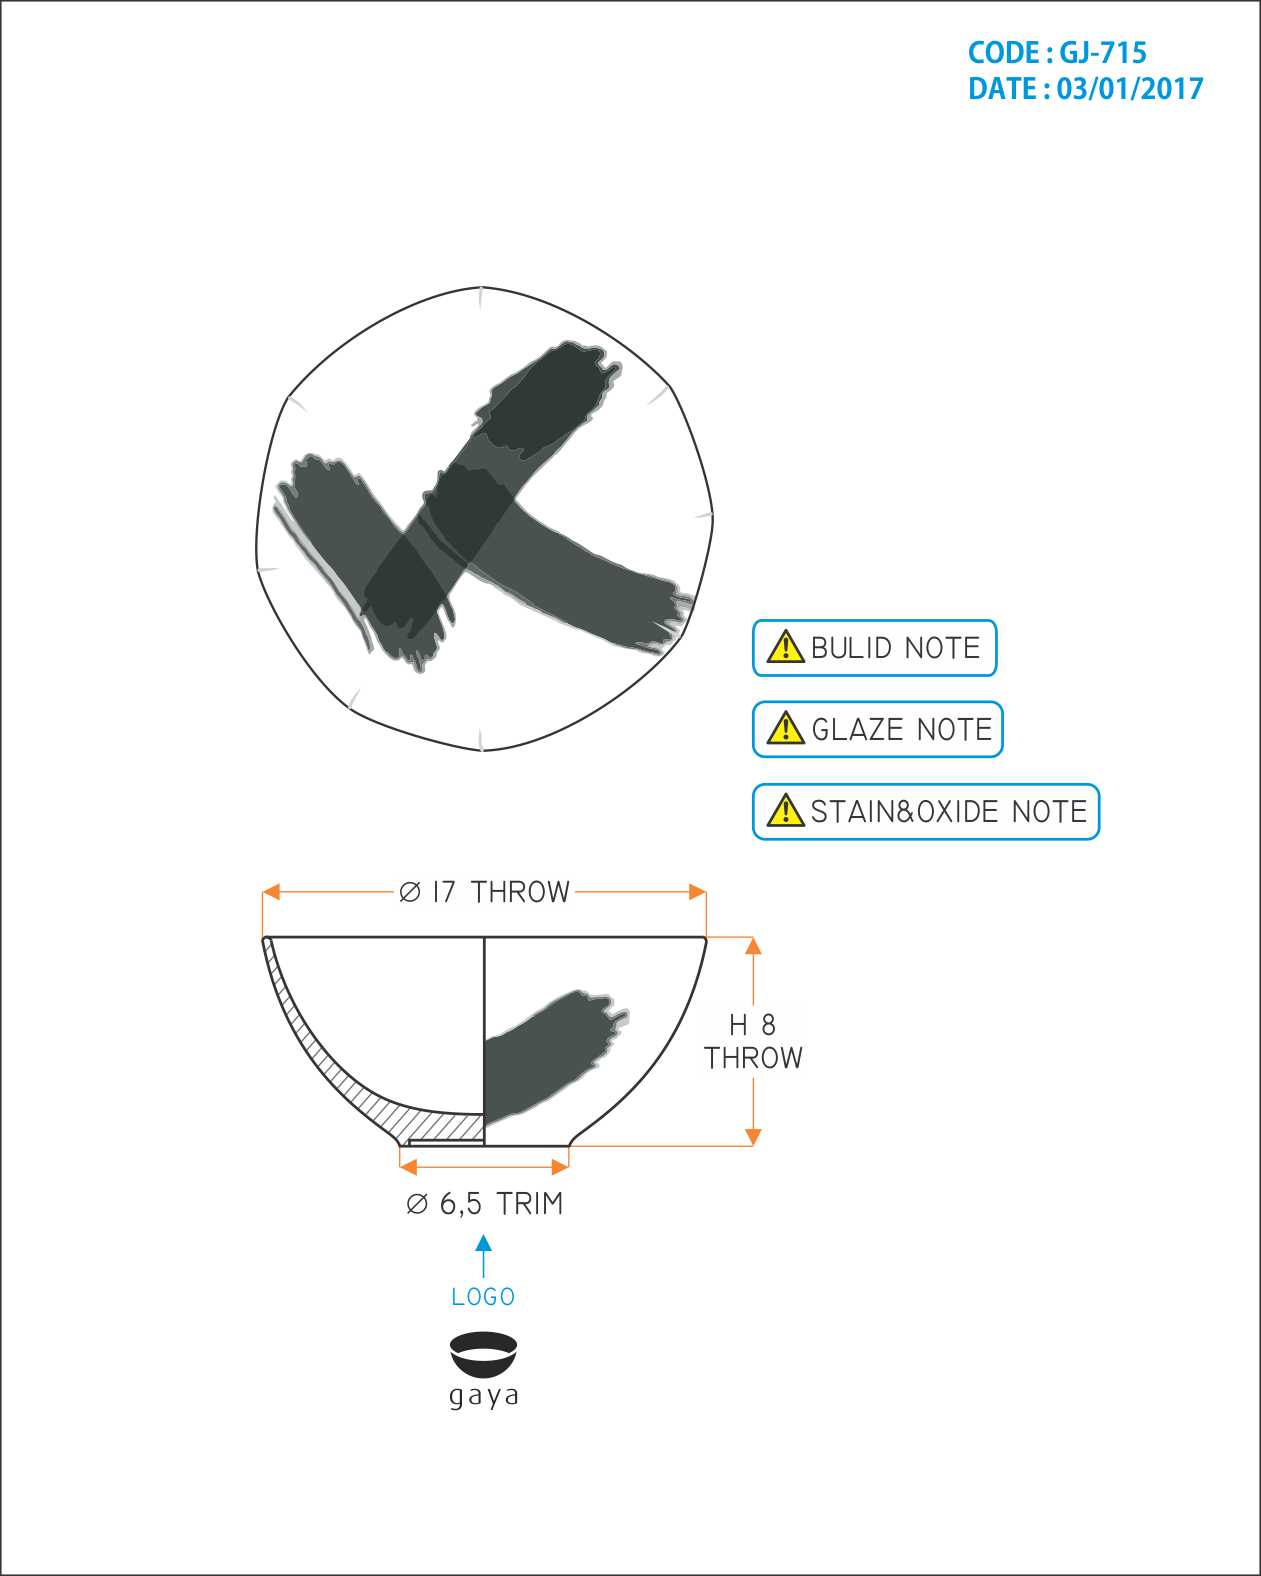 CODE : GJ-715
DATE : 03/01/2017
BULID NOTE
GLAZE NOTE
STAIN&OXIDE NOTE
Ø 17 THROW
H 8
THROW
Ø 6,5 TRIM
LOGO
gaya